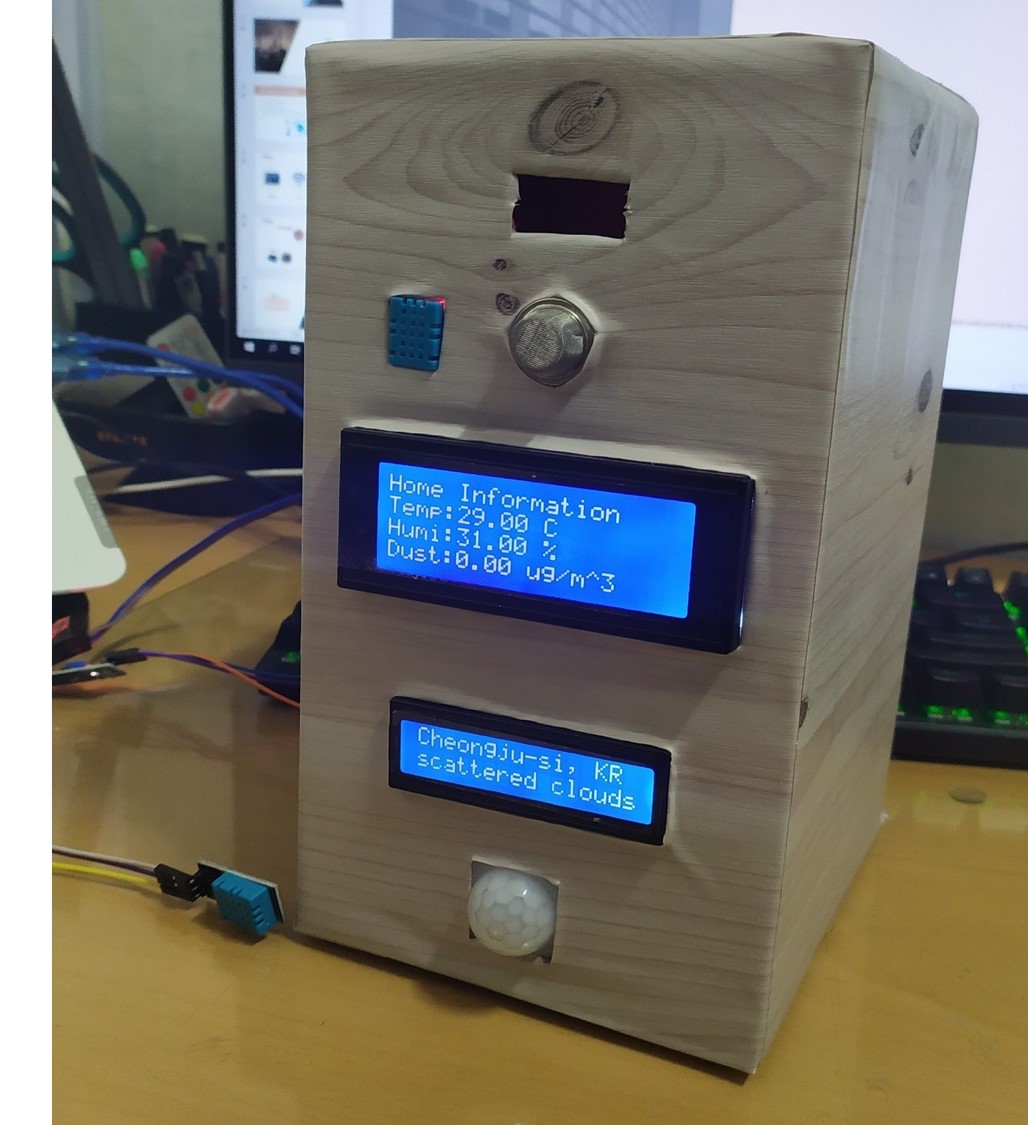 Home Information
Temp:29.00 C
Humi:31.00 %
Dust:0.00 ug/m^3
Cheongju-si, KR
scattered clouds